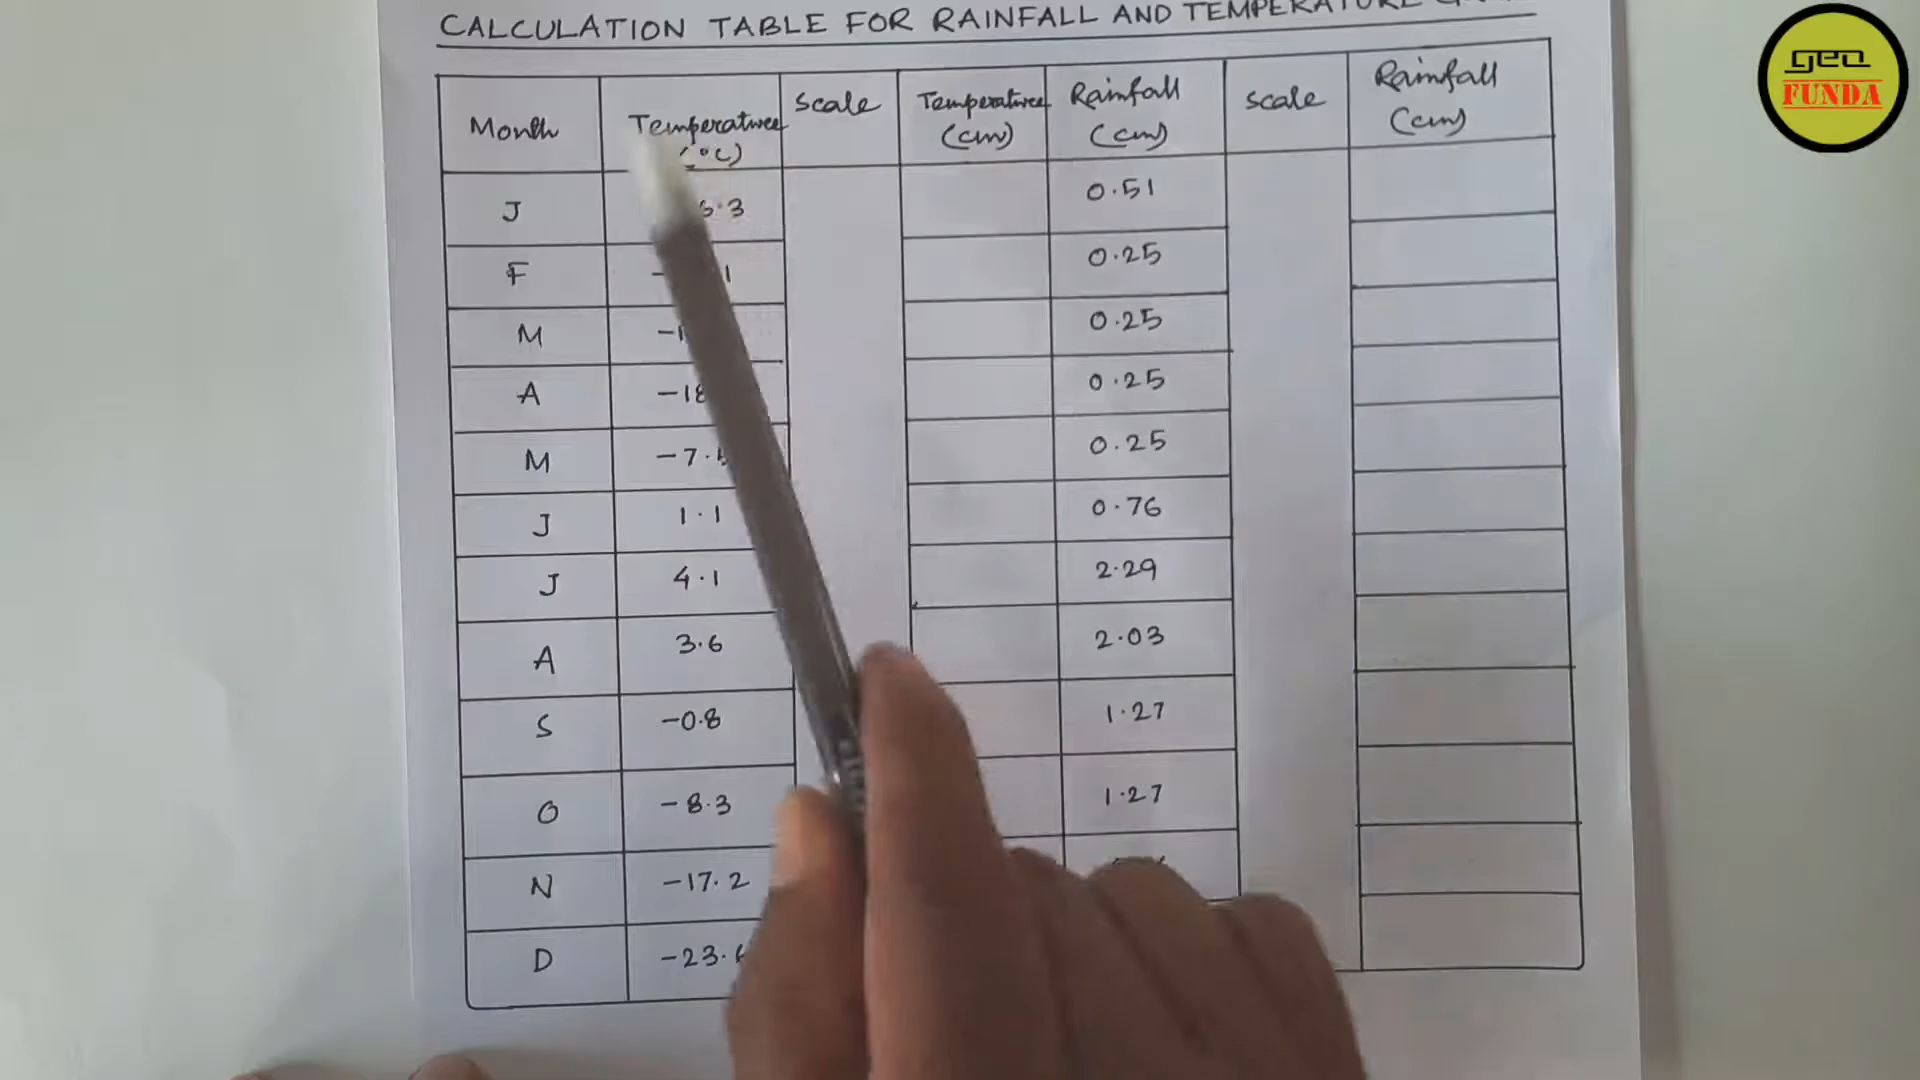 CALCULATION TABLE FOR RAINFALL AND TEMPERATURE
Month Temperature (°C) Scale Temperature (cm) Rainfall (cm) Scale Rainfall (cm)
J 0.51
F 0.25
M 0.25
A 0.25
M 0.25
J 1.1 0.76
J 4.1 2.29
A 3.6 2.03
S -0.8 1.27
O -8.3 1.27
N -17.2
D
geo
FUNDA